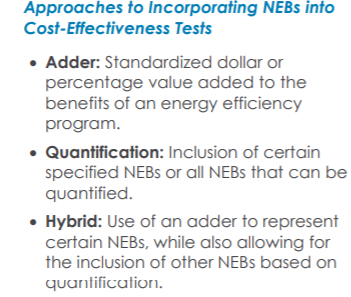 Approaches to Incorporating NEBs into
Cost-Effectiveness Tests
• Adder: Standardized dollar or
percentage value added to the
benefits of an energy efficiency
program.
• Quantification: Inclusion of certain
specified NEBs or all NEBs that can be
quantified.
• Hybrid: Use of an adder to represent
certain NEBs, while also allowing for
the inclusion of other NEBs based on
quantification.